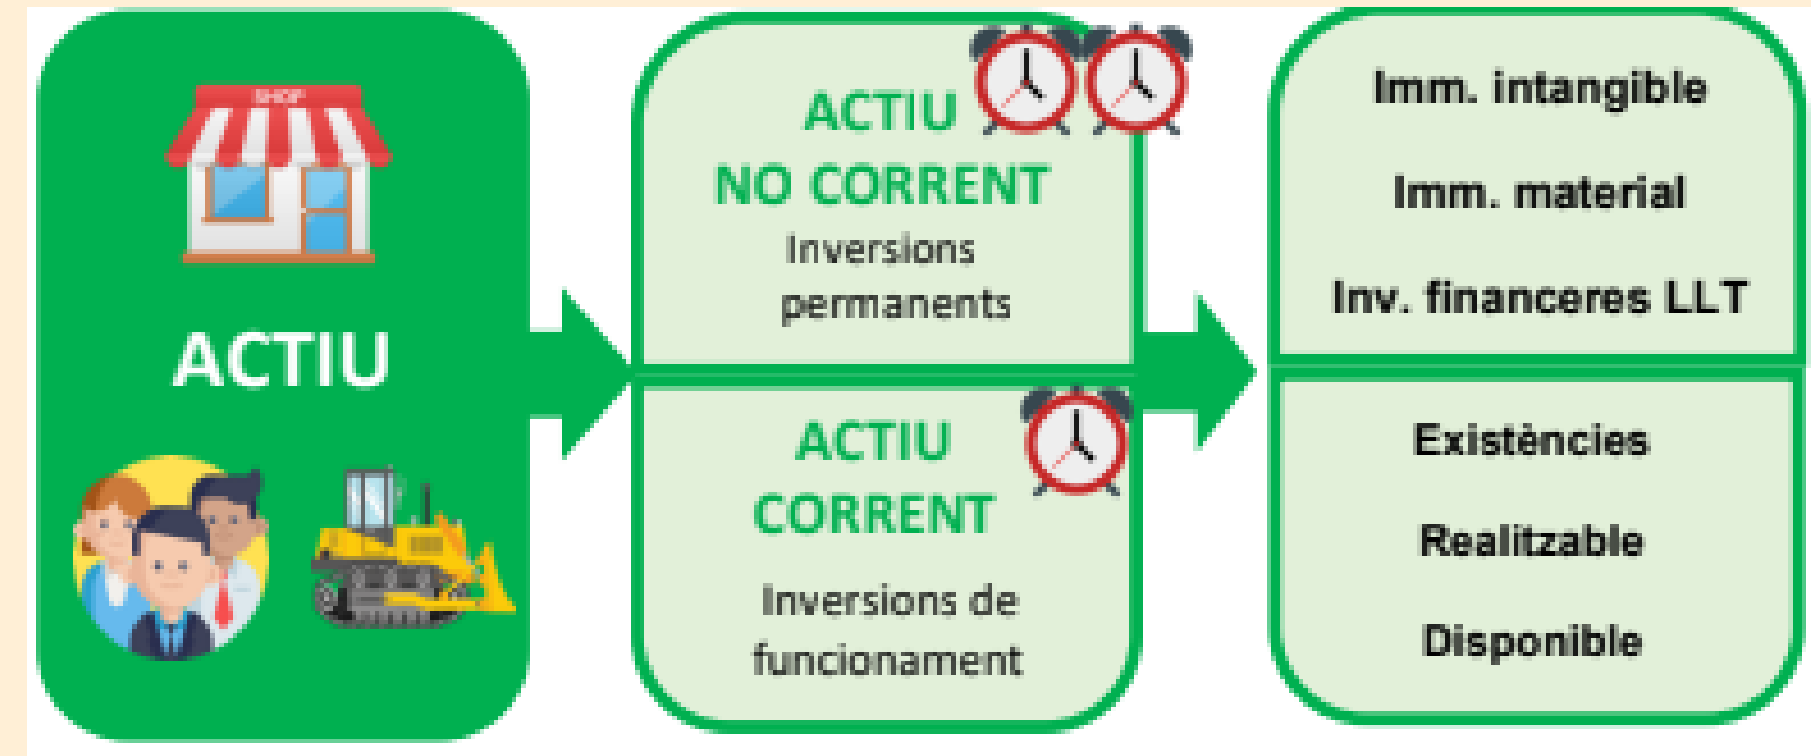 SHOP
ACTIU
ACTIU
NO CORRENT
Inversions
permanents
ACTIU
CORRENT
Inversions de
funcionament
Imm. intangible
Imm. material
Inv. financeres LLT
Existències
Realitzable
Disponible